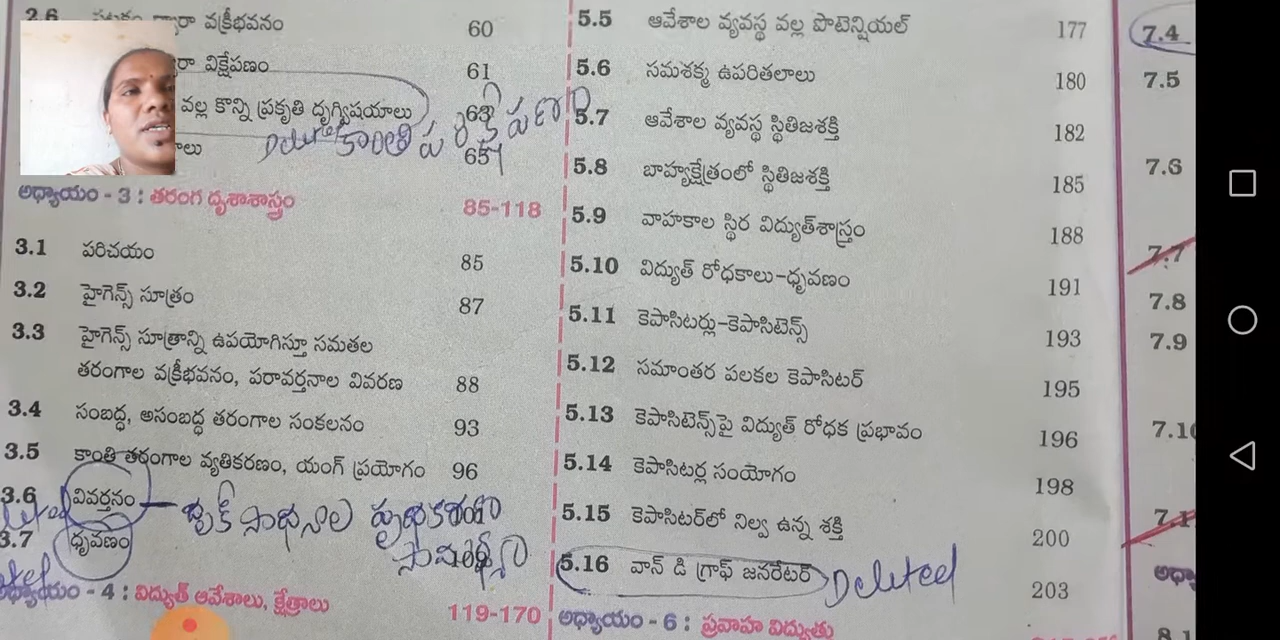 2.6 ద్వారా వక్రీభవనం 60
విక్షేపణం 61
వల్ల కొన్ని ప్రకృతి దృగ్విషయాలు 63
కాంతి
65
అధ్యాయం - 3 : తరంగ దృశాశాస్త్రం 85-118
3.1 పరిచయం 85
3.2 హైగెన్స్ సూత్రం 87
3.3 హైగెన్స్ సూత్రాన్ని ఉపయోగిస్తూ సమతల
తరంగాల వక్రీభవనం, పరావర్తనాల వివరణ 88
3.4 సంబద్ధ, అసంబద్ధ తరంగాల సంకలనం 93
3.5 కాంతి తరంగాల వ్యతికరణం, యంగ్ ప్రయోగం 96
3.6 వివర్తనం – దృక్ సాధనాల పృథఃకరణ
3.7 ధృవణం సామర్థ్యం
అధ్యాయం - 4 : విద్యుత్ ఆవేశాలు, క్షేత్రాలు 119-170
5.5 ఆవేశాల వ్యవస్థ వల్ల పొటెన్షియల్ 177
5.6 సమశక్మ ఉపరితలాలు 180
5.7 ఆవేశాల వ్యవస్థ స్థితిజశక్తి 182
5.8 బాహ్యక్షేత్రంలో స్థితిజశక్తి 185
5.9 వాహకాల స్థిర విద్యుత్‌శాస్త్రం 188
5.10 విద్యుత్ రోధకాలు-ధృవణం 191
5.11 కెపాసిటర్లు-కెపాసిటెన్స్ 193
5.12 సమాంతర పలకల కెపాసిటర్ 195
5.13 కెపాసిటెన్స్‌పై విద్యుత్ రోధక ప్రభావం 196
5.14 కెపాసిటర్ల సంయోగం 198
5.15 కెపాసిటర్‌లో నిల్వ ఉన్న శక్తి 200
5.16 వాన్ డి గ్రాఫ్ జనరేటర్ Deleted 203
అధ్యాయం - 6 : ప్రవాహ విద్యుతు
7.4
7.5
7.6
7.7
7.8
7.9